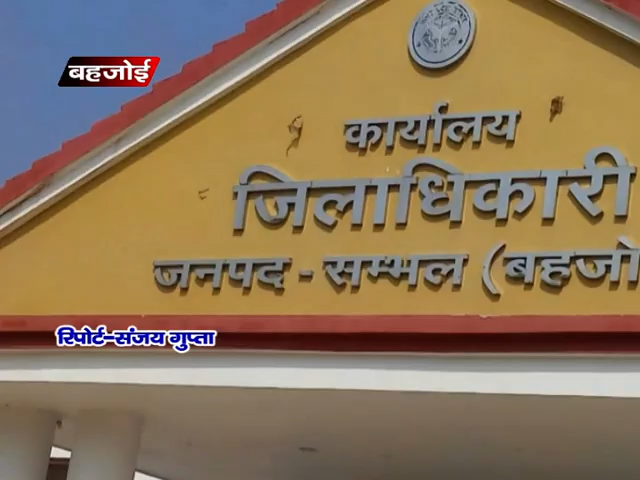 बहजोई
कार्यालय
जिलाधिकारी
जनपद - सम्भल (बहजो
रिपोर्ट-संजय गुप्ता